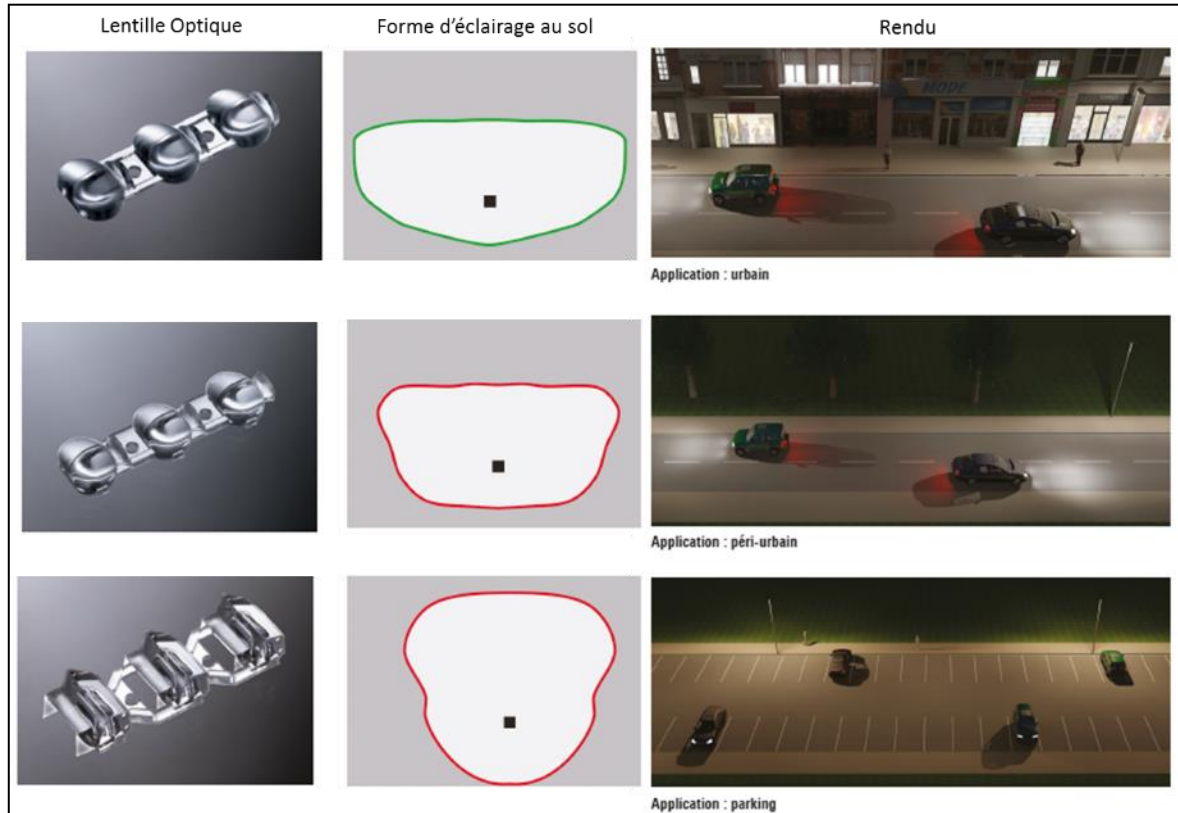 Lentille Optique
Forme d'éclairage au sol
Rendu
MODE
Application : urbain
Application : péri-urbain
Application : parking